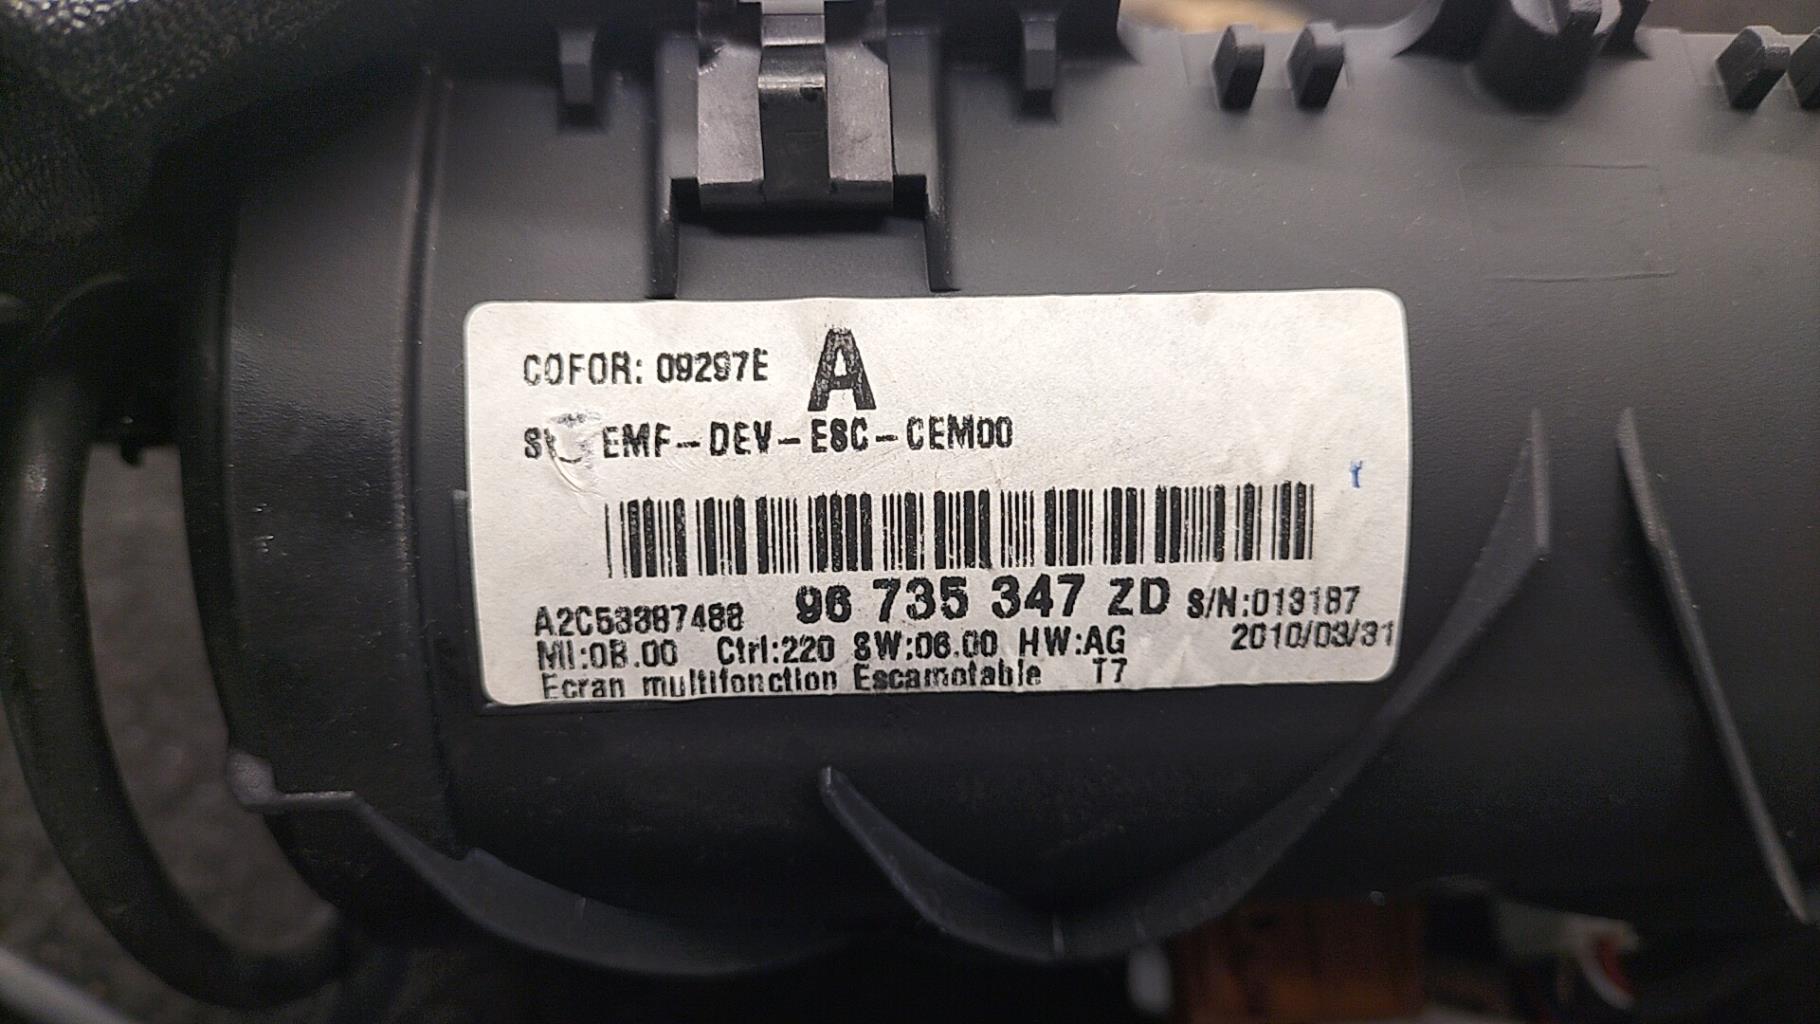 COFOR: 09297E A
EMF-DEV-ESC-CEM00
96 735 347 ZD S/N:013187
A2C53387488
2010/03/31
MI:0B.00 Ctrl:220 SW:06.00 HW:AG
Ecran multifonction Escamotable T7